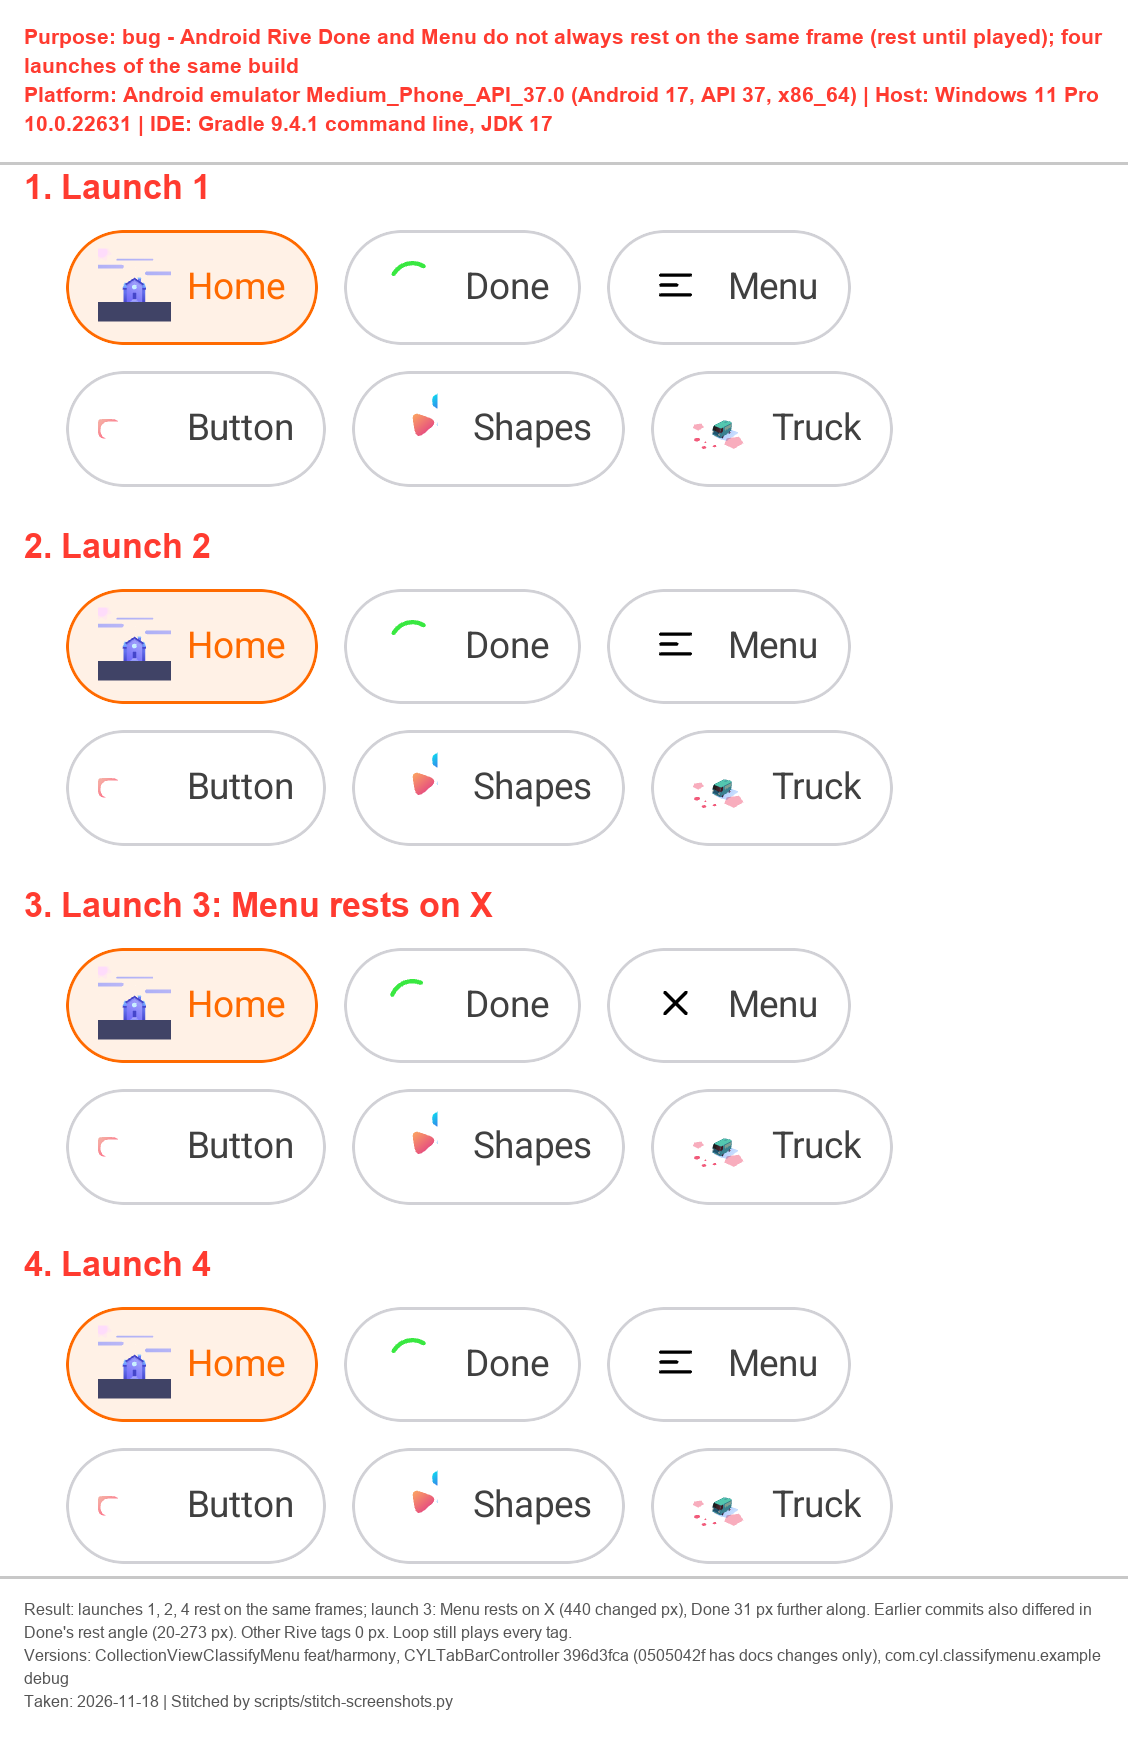 Purpose: bug - Android Rive Done and Menu do not always rest on the same frame (rest until played); four
launches of the same build
Platform: Android emulator Medium_Phone_API_37.0 (Android 17, API 37, x86_64) | Host: Windows 11 Pro
10.0.22631 | IDE: Gradle 9.4.1 command line, JDK 17
1. Launch 1
Home Done Menu
Button Shapes Truck
2. Launch 2
Home Done Menu
Button Shapes Truck
3. Launch 3: Menu rests on X
Home Done Menu
Button Shapes Truck
4. Launch 4
Home Done Menu
Button Shapes Truck
Result: launches 1, 2, 4 rest on the same frames; launch 3: Menu rests on X (440 changed px), Done 31 px further along. Earlier commits also differed in
Done's rest angle (20-273 px). Other Rive tags 0 px. Loop still plays every tag.
Versions: CollectionViewClassifyMenu feat/harmony, CYLTabBarController 396d3fca (0505042f has docs changes only), com.cyl.classifymenu.example
debug
Taken: 2026-11-18 | Stitched by scripts/stitch-screenshots.py